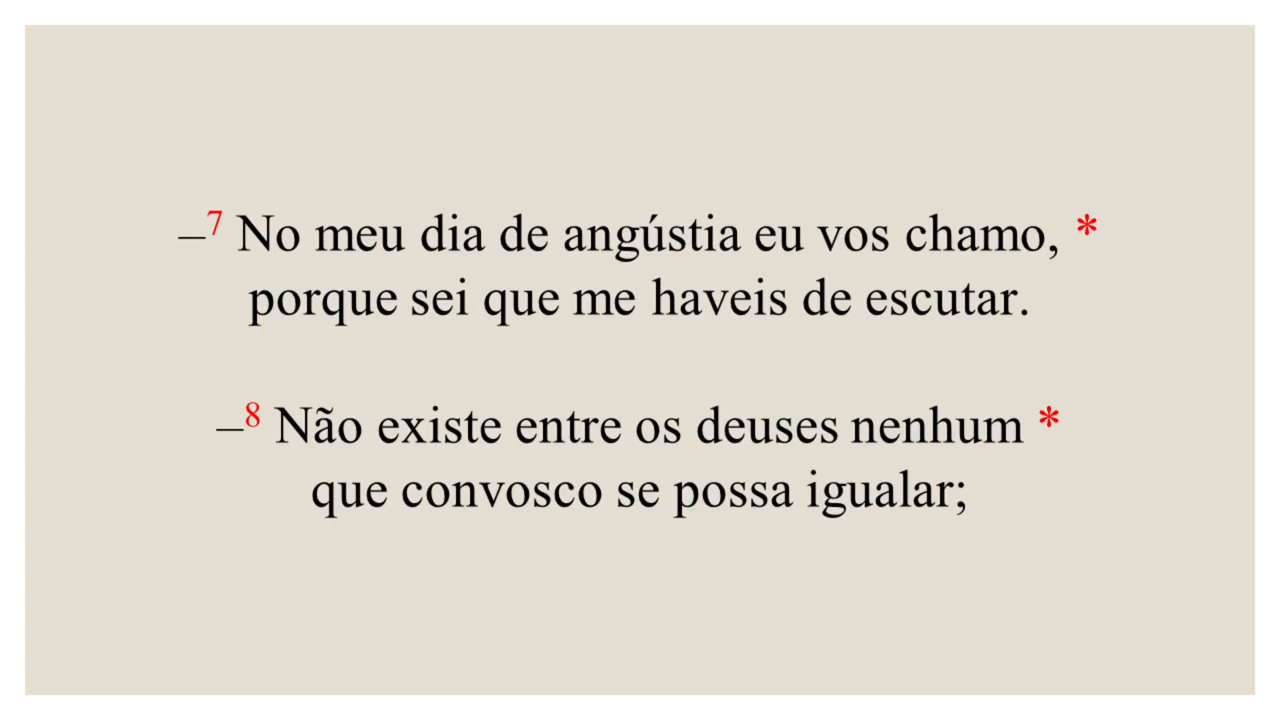 –7 No meu dia de angústia eu vos chamo, *
porque sei que me haveis de escutar.
–8 Não existe entre os deuses nenhum *
que convosco se possa igualar;